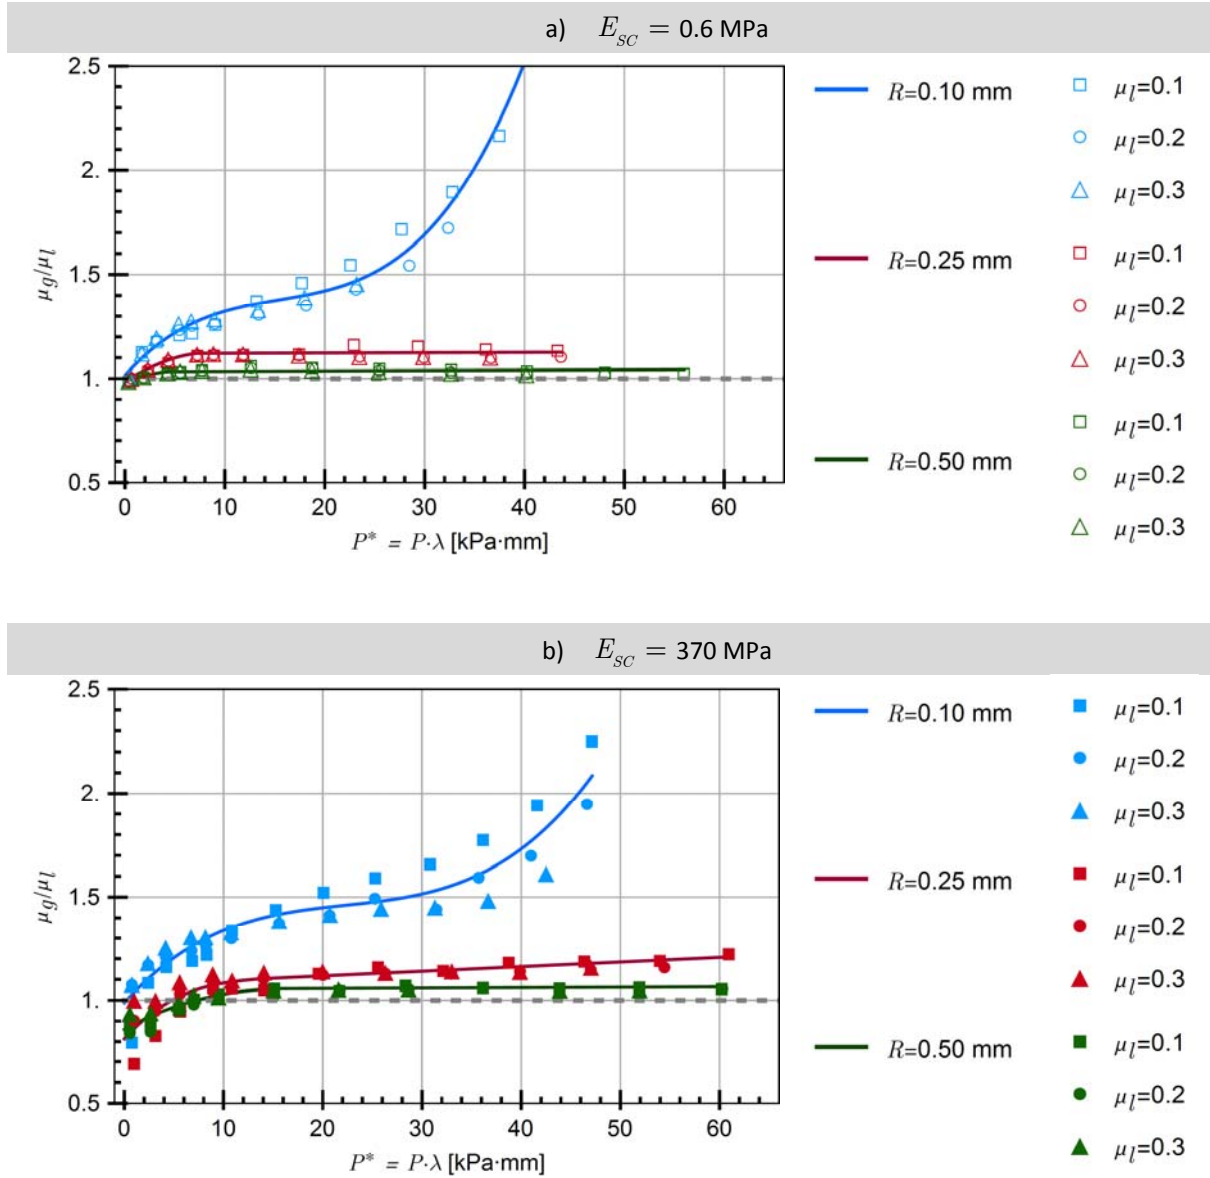 a) E_SC = 0.6 MPa
2.5
2.
1.5
1.
0.5
μg/μl
0 10 20 30 40 50 60
P* = P·λ [kPa·mm]
R=0.10 mm
R=0.25 mm
R=0.50 mm
μl=0.1
μl=0.2
μl=0.3
μl=0.1
μl=0.2
μl=0.3
μl=0.1
μl=0.2
μl=0.3
b) E_SC = 370 MPa
2.5
2.
1.5
1.
0.5
μg/μl
0 10 20 30 40 50 60
P* = P·λ [kPa·mm]
R=0.10 mm
R=0.25 mm
R=0.50 mm
μl=0.1
μl=0.2
μl=0.3
μl=0.1
μl=0.2
μl=0.3
μl=0.1
μl=0.2
μl=0.3